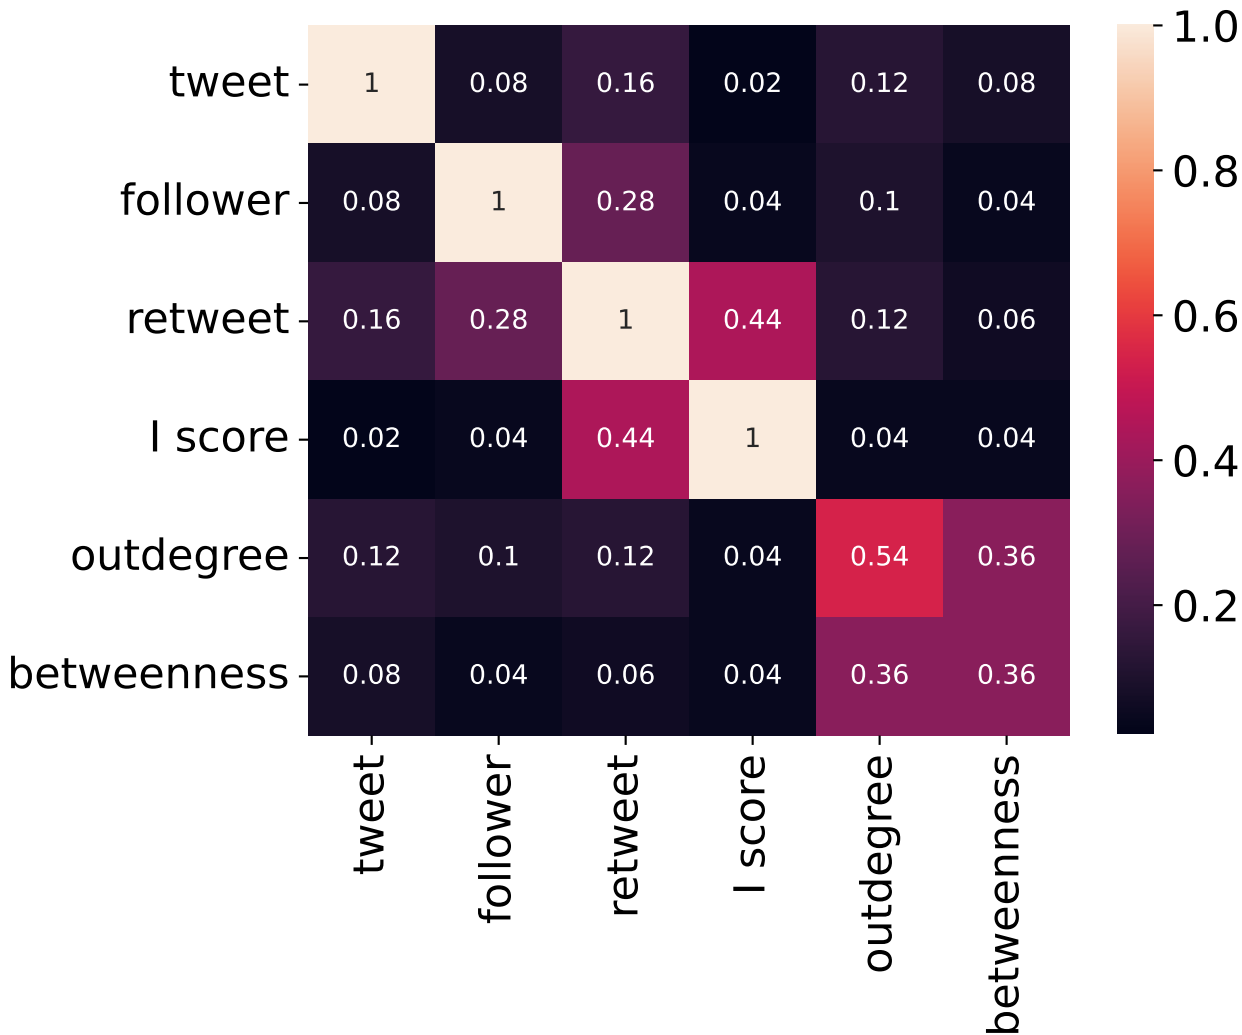 tweet 1 0.08 0.16 0.02 0.12 0.08
follower 0.08 1 0.28 0.04 0.1 0.04
retweet 0.16 0.28 1 0.44 0.12 0.06
I score 0.02 0.04 0.44 1 0.04 0.04
outdegree 0.12 0.1 0.12 0.04 0.54 0.36
betweenness 0.08 0.04 0.06 0.04 0.36 0.36
tweet
follower
retweet
I score
outdegree
betweenness
1.0
0.8
0.6
0.4
0.2